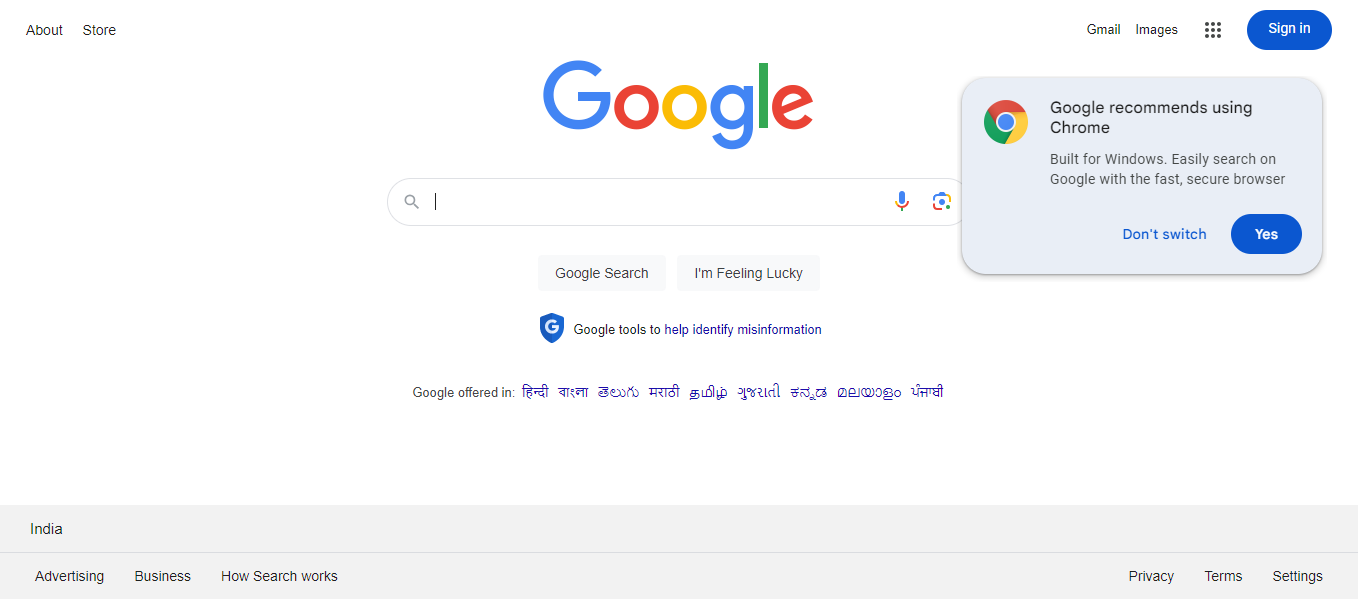 About Store Gmail Images Sign in
Google
Google recommends using
Chrome
Built for Windows. Easily search on
Google with the fast, secure browser
Don't switch Yes
Google Search I'm Feeling Lucky
G Google tools to help identify misinformation
Google offered in: हिन्दी বাংলা తెలుగు मराठी தமிழ் ગુજરાતી ಕನ್ನಡ മലയാളം ਪੰਜਾਬੀ
India
Advertising Business How Search works Privacy Terms Settings